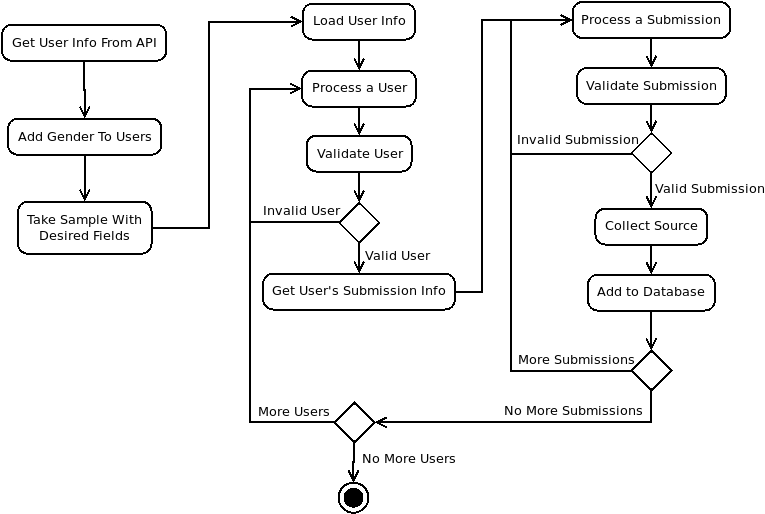 Get User Info From API
Add Gender To Users
Take Sample With
Desired Fields
Load User Info
Process a User
Validate User
Invalid User
Valid User
Get User's Submission Info
More Users
No More Users
Process a Submission
Validate Submission
Invalid Submission
Valid Submission
Collect Source
Add to Database
More Submissions
No More Submissions